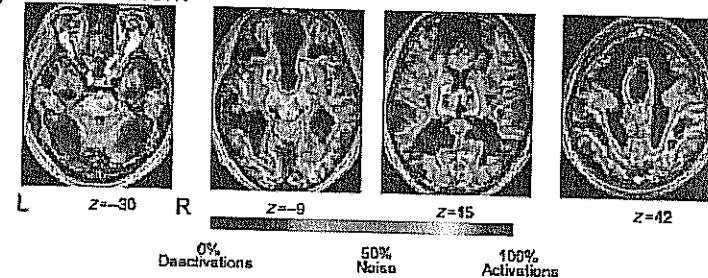 L z=-30 R z=-9 z=15 z=42
0% 50% 100%
Deactivations Noise Activations